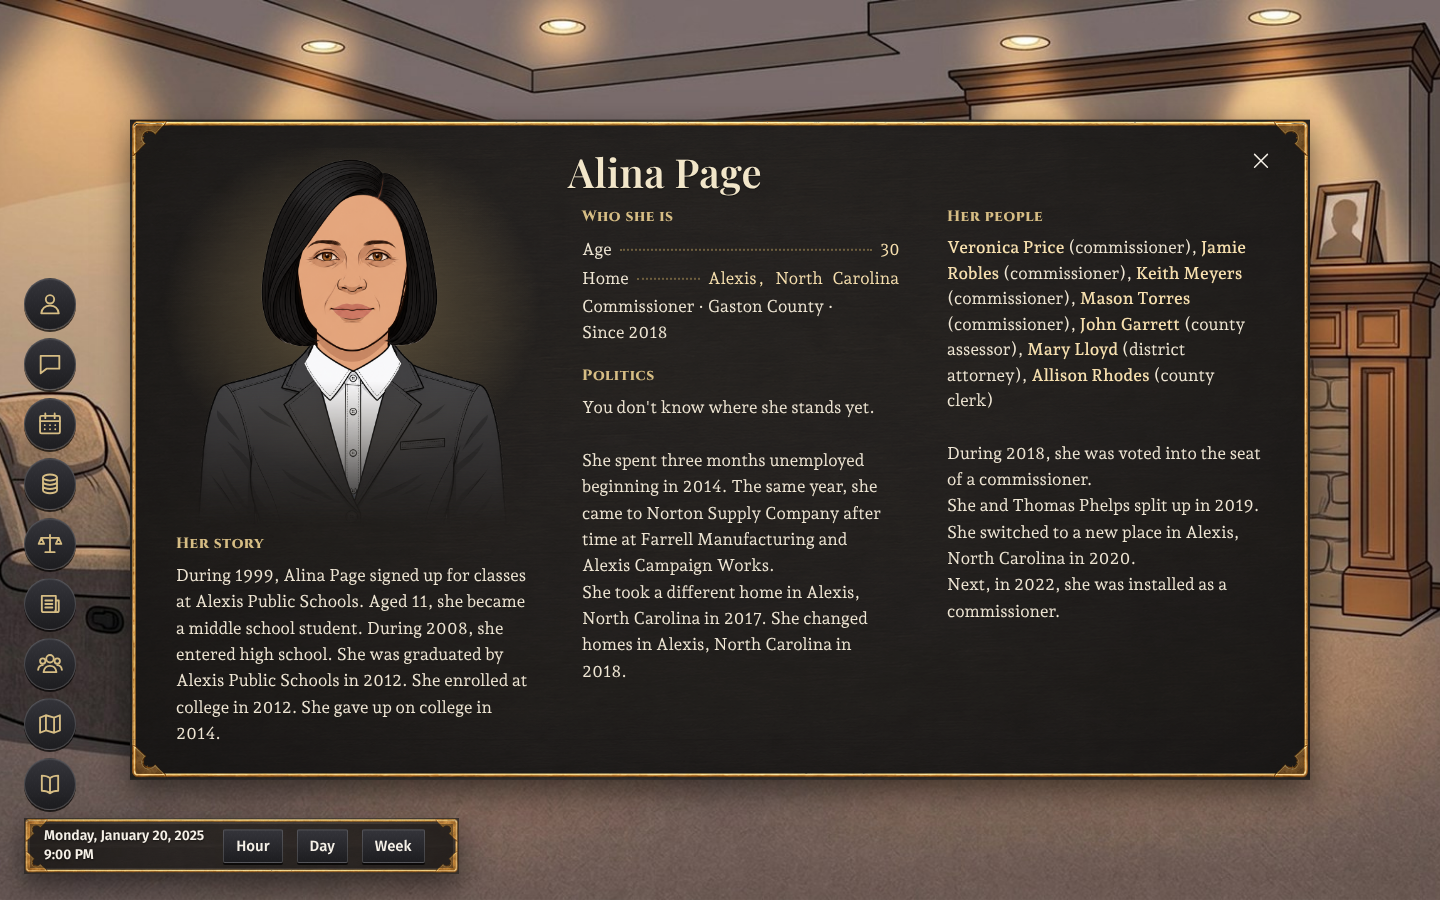 Alina Page
Who she is
Age 30
Home Alexis, North Carolina
Commissioner · Gaston County ·
Since 2018
Politics
You don't know where she stands yet.
Her story
During 1999, Alina Page signed up for classes
at Alexis Public Schools. Aged 11, she became
a middle school student. During 2008, she
entered high school. She was graduated by
Alexis Public Schools in 2012. She enrolled at
college in 2012. She gave up on college in
2014.
She spent three months unemployed
beginning in 2014. The same year, she
came to Norton Supply Company after
time at Farrell Manufacturing and
Alexis Campaign Works.
She took a different home in Alexis,
North Carolina in 2017. She changed
homes in Alexis, North Carolina in
2018.
Her people
Veronica Price (commissioner), Jamie
Robles (commissioner), Keith Meyers
(commissioner), Mason Torres
(commissioner), John Garrett (county
assessor), Mary Lloyd (district
attorney), Allison Rhodes (county
clerk)
During 2018, she was voted into the seat
of a commissioner.
She and Thomas Phelps split up in 2019.
She switched to a new place in Alexis,
North Carolina in 2020.
Next, in 2022, she was installed as a
commissioner.
Monday, January 20, 2025
9:00 PM
Hour
Day
Week